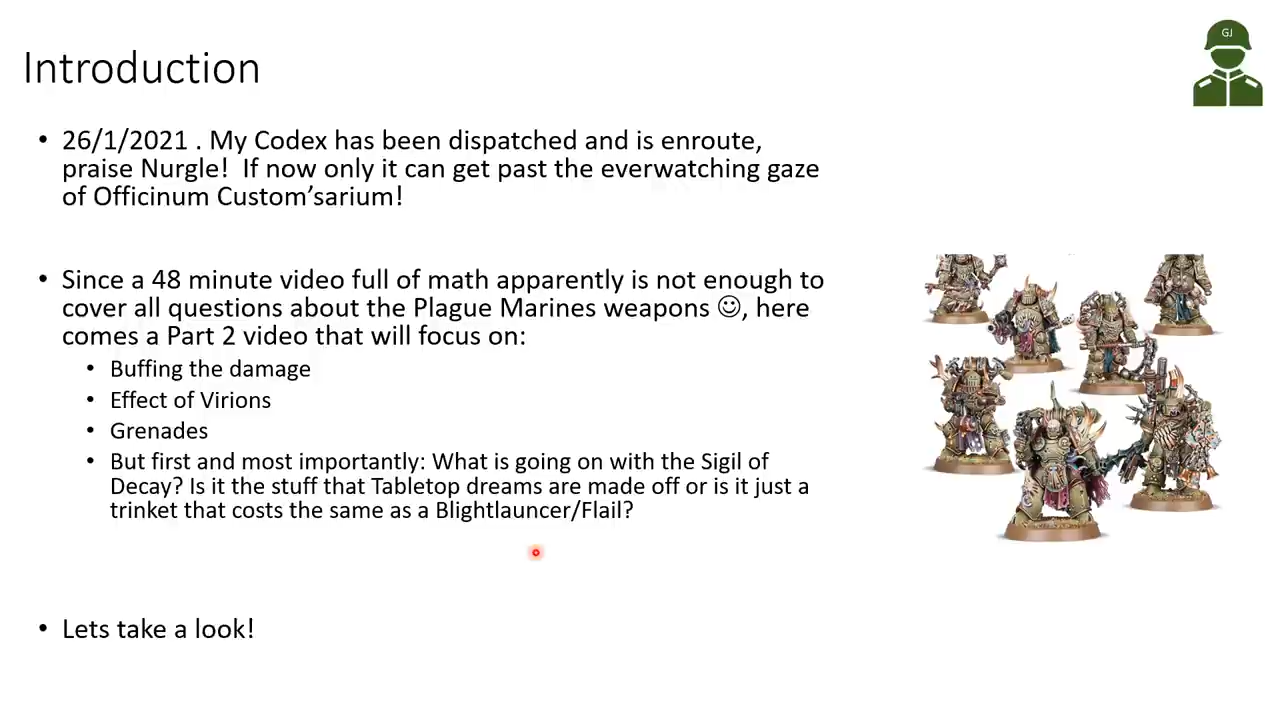 GJ
Introduction
• 26/1/2021 . My Codex has been dispatched and is enroute,
praise Nurgle!  If now only it can get past the everwatching gaze
of Officinum Custom’sarium!
• Since a 48 minute video full of math apparently is not enough to
cover all questions about the Plague Marines weapons ☺, here
comes a Part 2 video that will focus on:
• Buffing the damage
• Effect of Virions
• Grenades
• But first and most importantly: What is going on with the Sigil of
Decay? Is it the stuff that Tabletop dreams are made off or is it just a
trinket that costs the same as a Blightlauncer/Flail?
• Lets take a look!